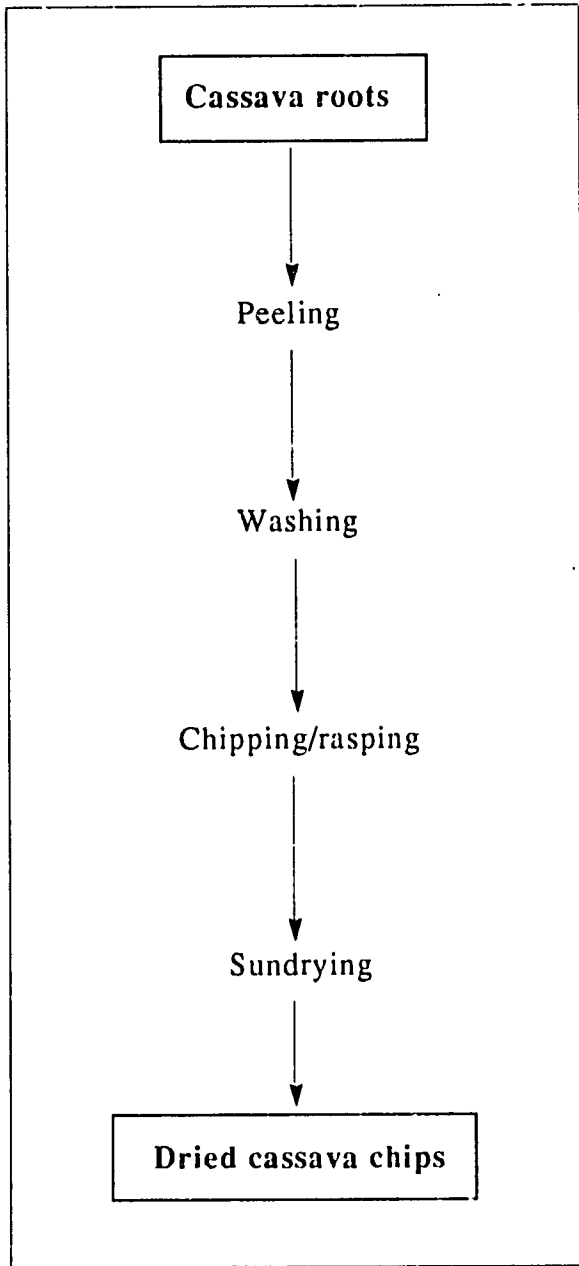 Cassava roots
Peeling
Washing
Chipping/rasping
Sundrying
Dried cassava chips